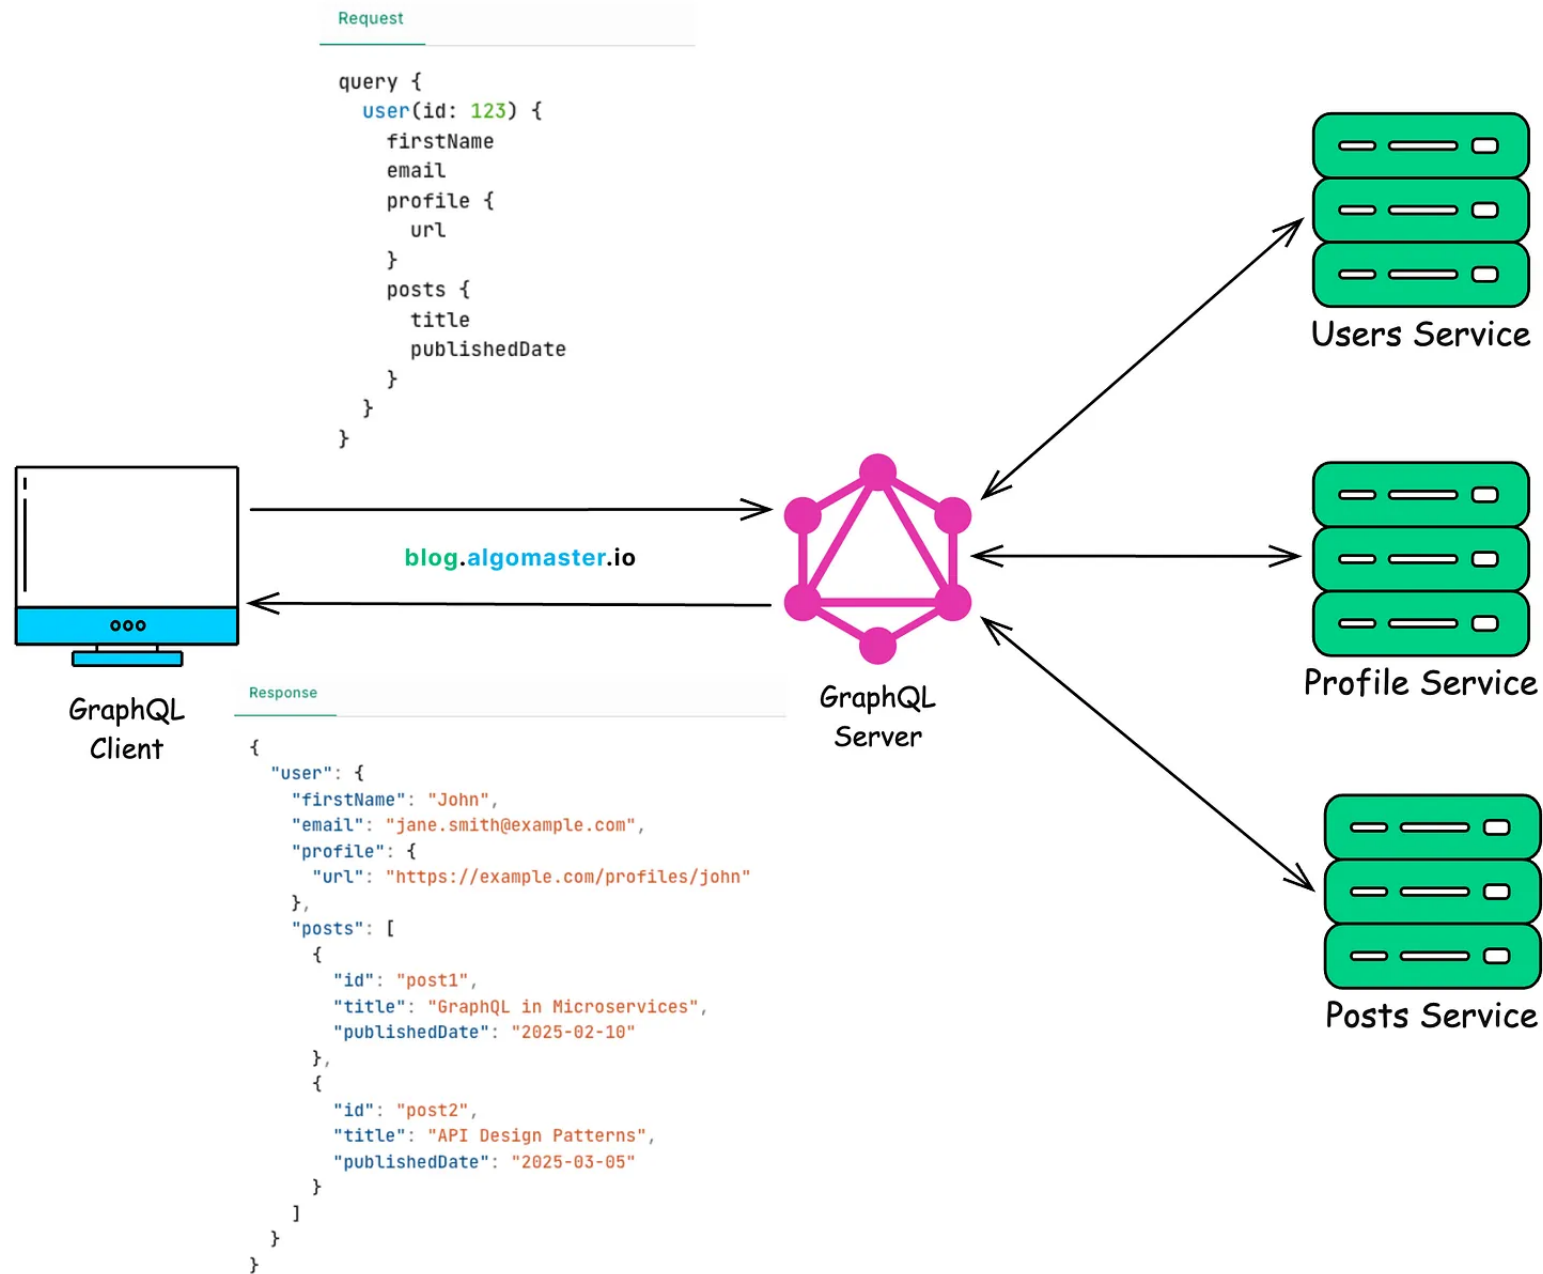 Request
query {
  user(id: 123) {
    firstName
    email
    profile {
      url
    }
    posts {
      title
      publishedDate
    }
  }
}
Users Service
blog.algomaster.io
GraphQL
Client
GraphQL
Server
Profile Service
Response
{
  "user": {
    "firstName": "John",
    "email": "jane.smith@example.com",
    "profile": {
      "url": "https://example.com/profiles/john"
    },
    "posts": [
      {
        "id": "post1",
        "title": "GraphQL in Microservices",
        "publishedDate": "2025-02-10"
      },
      {
        "id": "post2",
        "title": "API Design Patterns",
        "publishedDate": "2025-03-05"
      }
    ]
  }
}
Posts Service